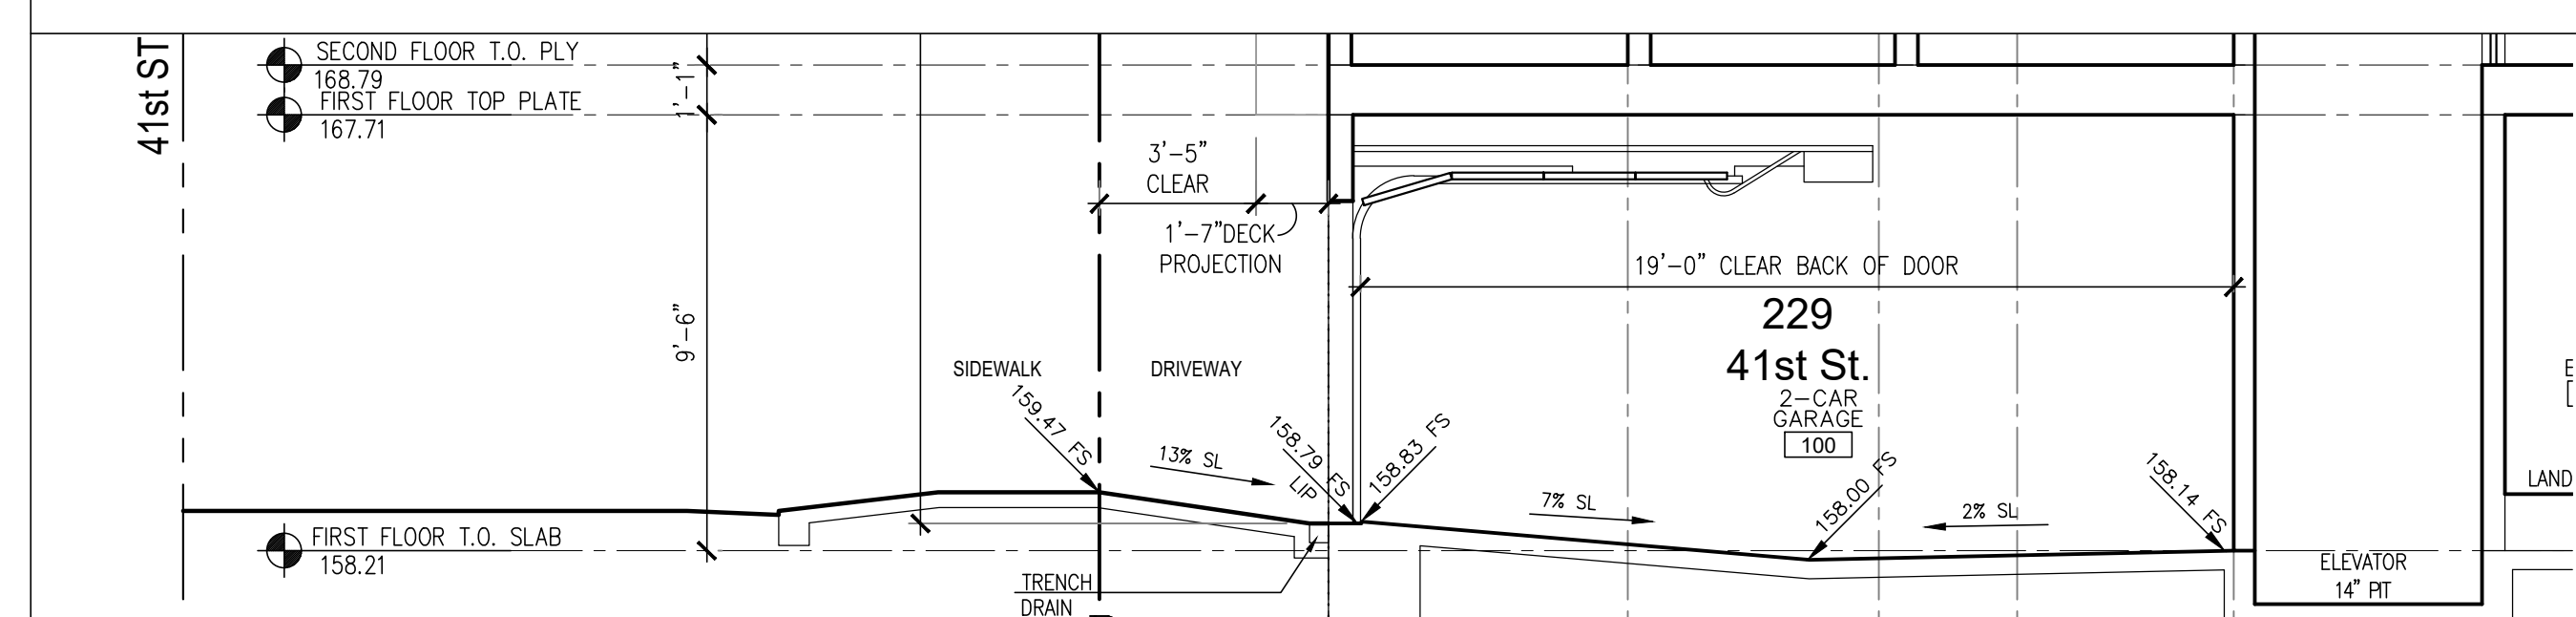 41st ST
SECOND FLOOR T.O. PLY
168.79
FIRST FLOOR TOP PLATE
167.71
1'-1"
9'-6"
3'-5"
CLEAR
1'-7"DECK
PROJECTION
19'-0" CLEAR BACK OF DOOR
229
41st St.
2-CAR
GARAGE
100
SIDEWALK
DRIVEWAY
159.47 FS
13% SL
158.79 FS
LIP
158.83 FS
7% SL
158.00 FS
2% SL
158.14 FS
LAND
FIRST FLOOR T.O. SLAB
158.21
TRENCH
DRAIN
ELEVATOR
14" PIT